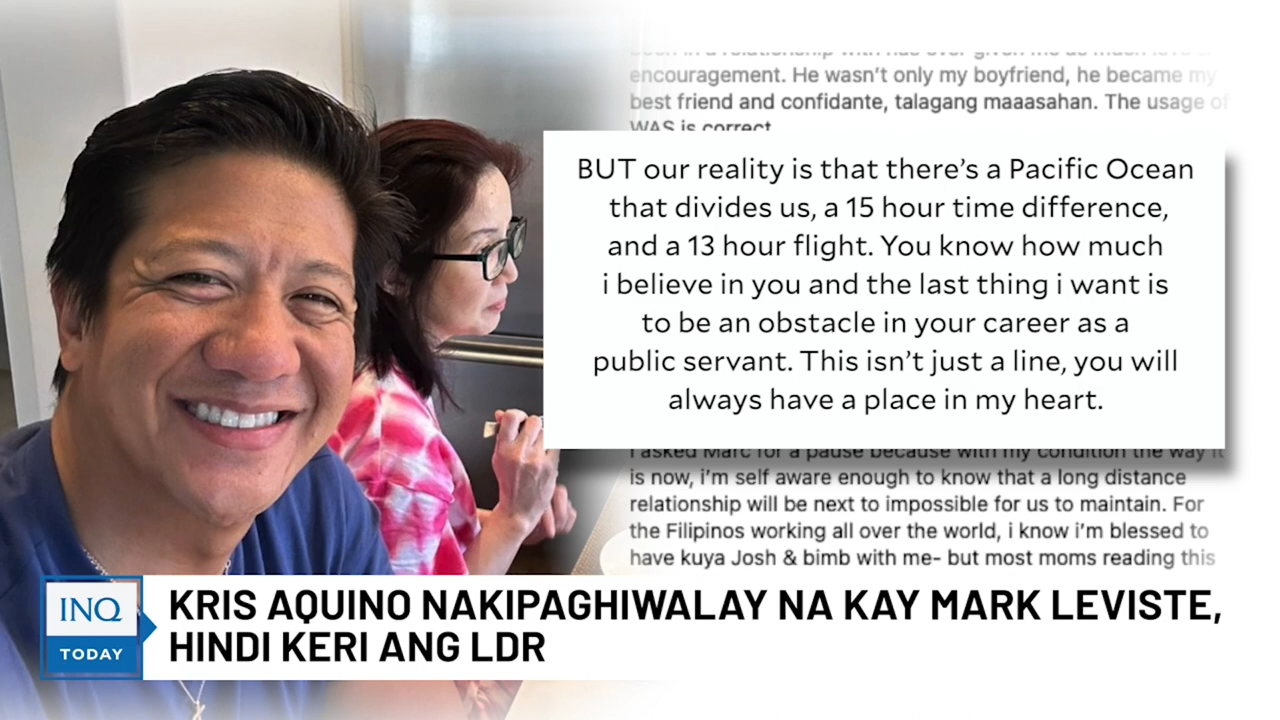 encouragement. He wasn't only my boyfriend, he became my
best friend and confidante, talagang maaasahan. The usage of
WAS is correct
BUT our reality is that there's a Pacific Ocean
that divides us, a 15 hour time difference,
and a 13 hour flight. You know how much
i believe in you and the last thing i want is
to be an obstacle in your career as a
public servant. This isn't just a line, you will
always have a place in my heart.
I asked Marc for a pause because with my condition the way it
is now, i'm self aware enough to know that a long distance
relationship will be next to impossible for us to maintain. For
the Filipinos working all over the world, i know i'm blessed to
have kuya Josh & bimb with me- but most moms reading this
INQ
TODAY
KRIS AQUINO NAKIPAGHIWALAY NA KAY MARK LEVISTE,
HINDI KERI ANG LDR